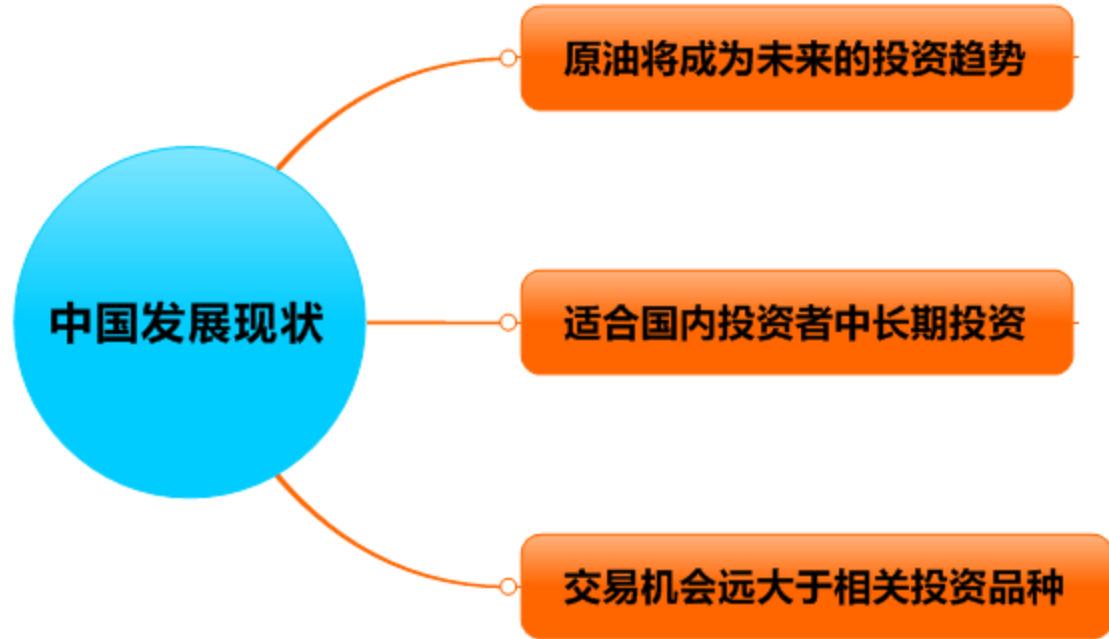 原油将成为未来的投资趋势
中国发展现状
适合国内投资者中长期投资
交易机会远大于相关投资品种